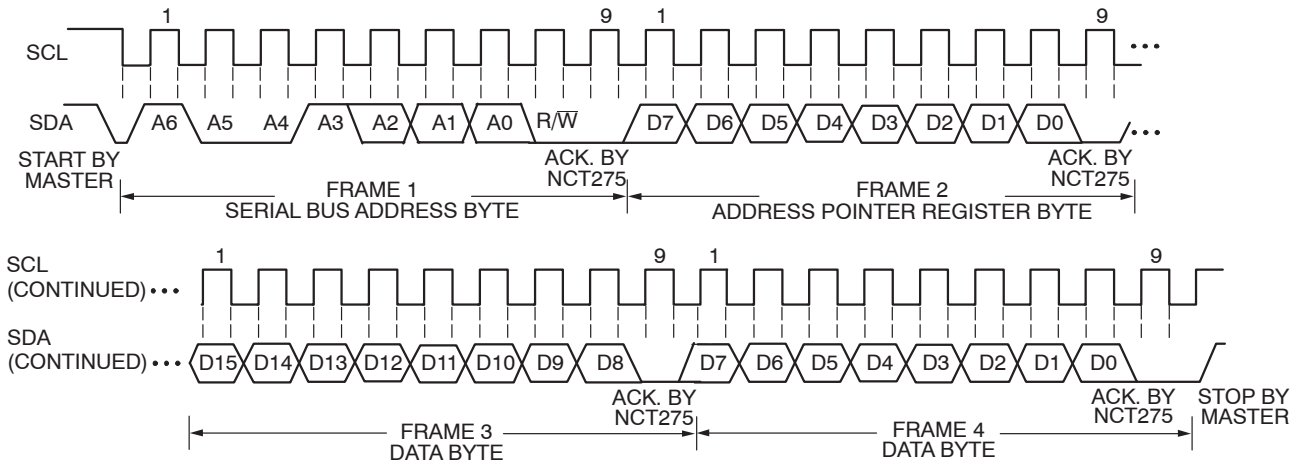 1 9 1 9
SCL
SDA A6 A5 A4 A3 A2 A1 A0 R/W̅ D7 D6 D5 D4 D3 D2 D1 D0
START BY
MASTER
ACK. BY
NCT275
ACK. BY
NCT275
FRAME 1
SERIAL BUS ADDRESS BYTE
FRAME 2
ADDRESS POINTER REGISTER BYTE
1 9 1 9
SCL
(CONTINUED)
SDA
(CONTINUED)
D15 D14 D13 D12 D11 D10 D9 D8 D7 D6 D5 D4 D3 D2 D1 D0
ACK. BY
NCT275
ACK. BY
NCT275
STOP BY
MASTER
FRAME 3
DATA BYTE
FRAME 4
DATA BYTE